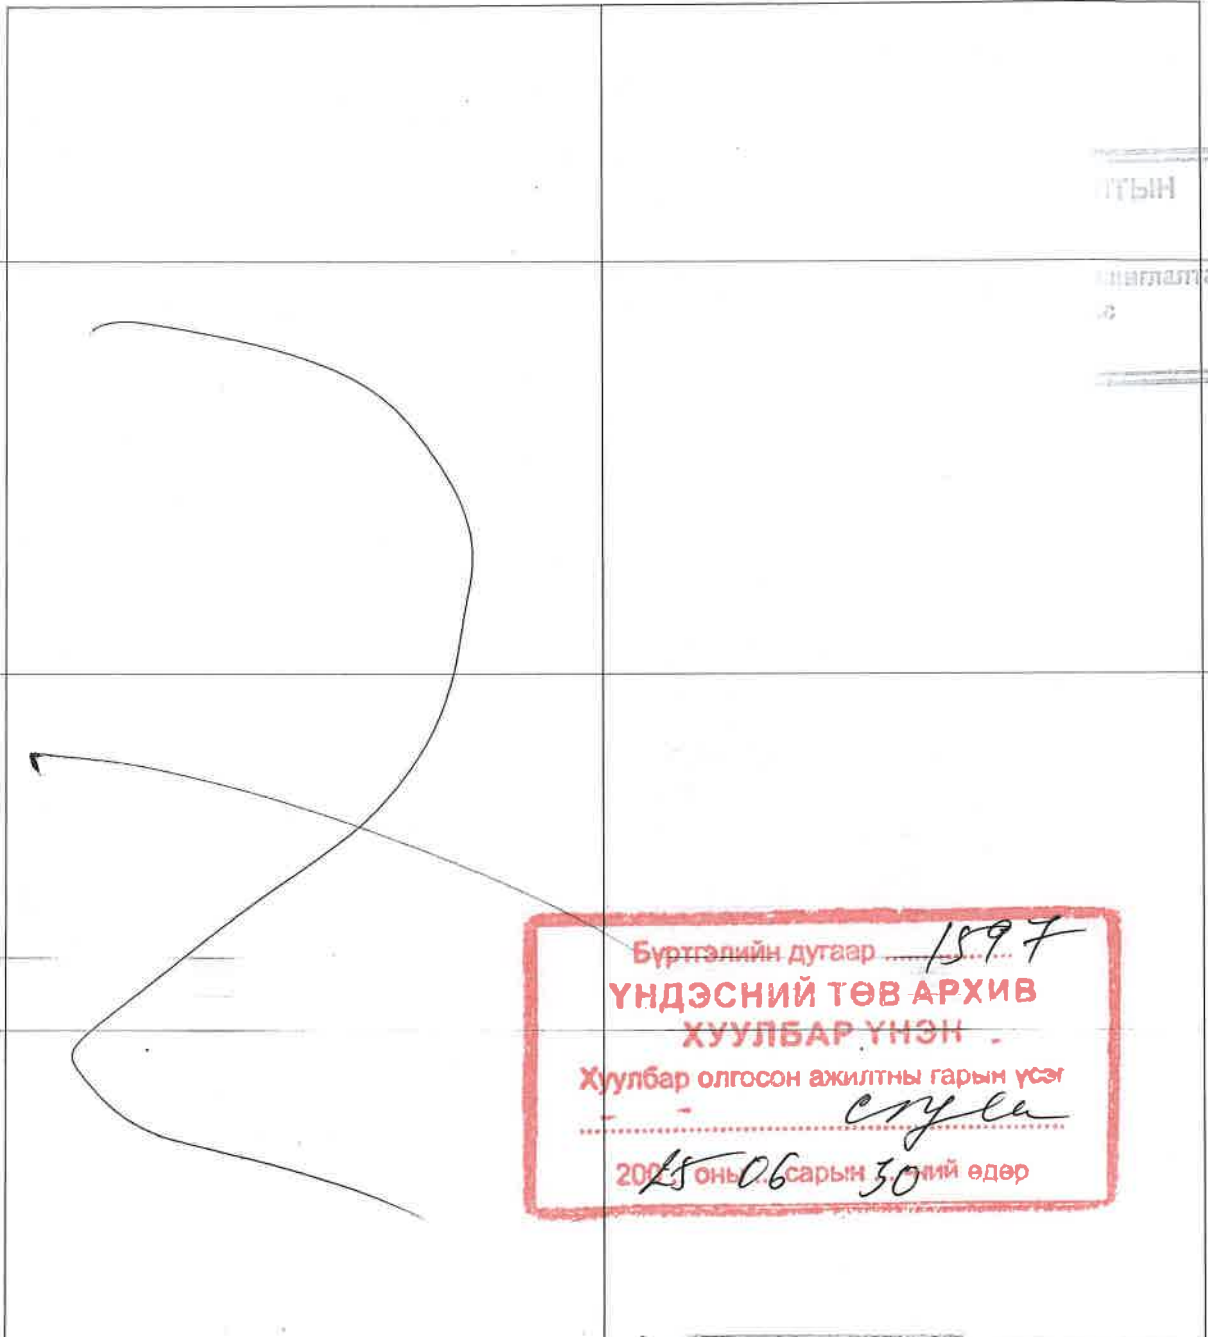 Бүртгэлийн дугаар ........ 1597
ҮНДЭСНИЙ ТӨВ АРХИВ
ХУУЛБАР ҮНЭН
Хуулбар олгосон ажилтны гарын үсэг
2025 оны 06 сарын 30 ний өдөр